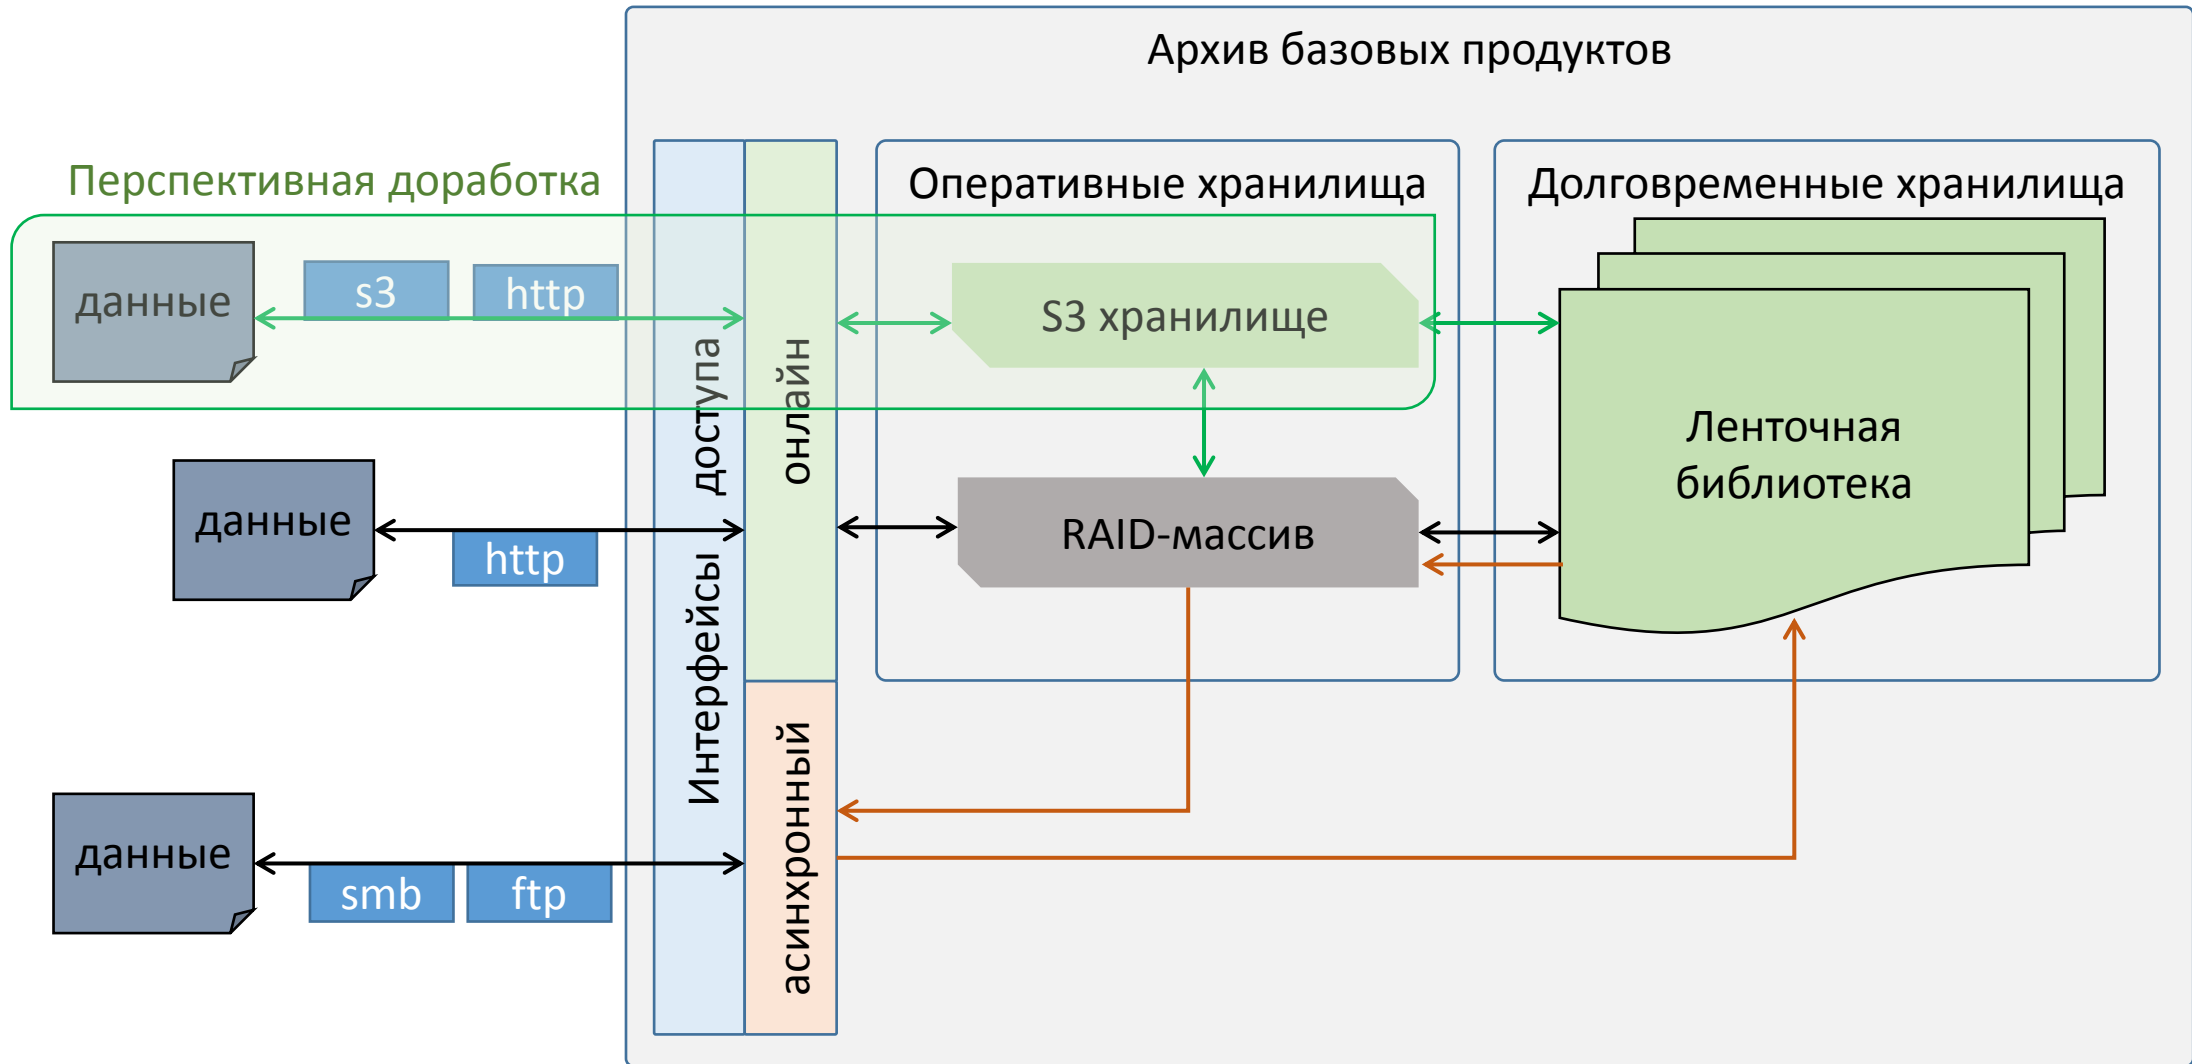 Архив базовых продуктов
Перспективная доработка
Оперативные хранилища
Долговременные хранилища
данные
s3
http
S3 хранилище
Интерфейсы доступа
онлайн
Ленточная
библиотека
данные
http
RAID-массив
асинхронный
данные
smb
ftp